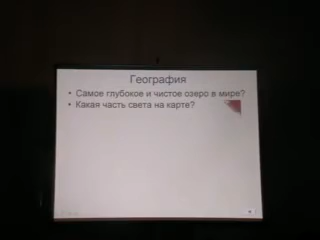 География
• Самое глубокое и чистое озеро в мире?
• Какая часть света на карте?